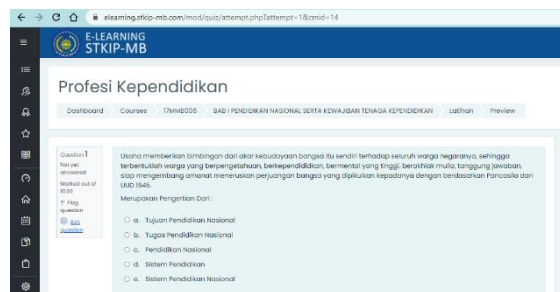 elearning.stkip-mb.com/mod/quiz/attempt.php?attempt=1&cmid=14
E-LEARNING
STKIP-MB
Profesi Kependidikan
Dashboard Courses 17MMB006 BAB I PENDIDIKAN NASIONAL SERTA KEWAJIBAN TENAGA KEPENDIDIKAN Latihan Preview
Question 1
Not yet
answered
Marked out of
10.00
Flag
question
Edit
question
Usaha memberikan bimbingan dari akar kebudayaan bangsa itu sendiri terhadap seluruh warga negaranya, sehingga
terbentuklah warga yang berpengetahuan, berkependidikan, bermental yang tinggi, berakhlak mulia, tanggung jawaban,
siap mengembang amanat meneruskan perjuangan bangsa yang dipikulkan kepadanya dengan berdasarkan Pancasila dan
UUD 1945.
Merupakan Pengertian Dari :
a. Tujuan Pendidikan Nasional
b. Tugas Pendidikan Nasional
c. Pendidikan Nasional
d. Sistem Pendidikan
e. Sistem Pendidikan Nasional